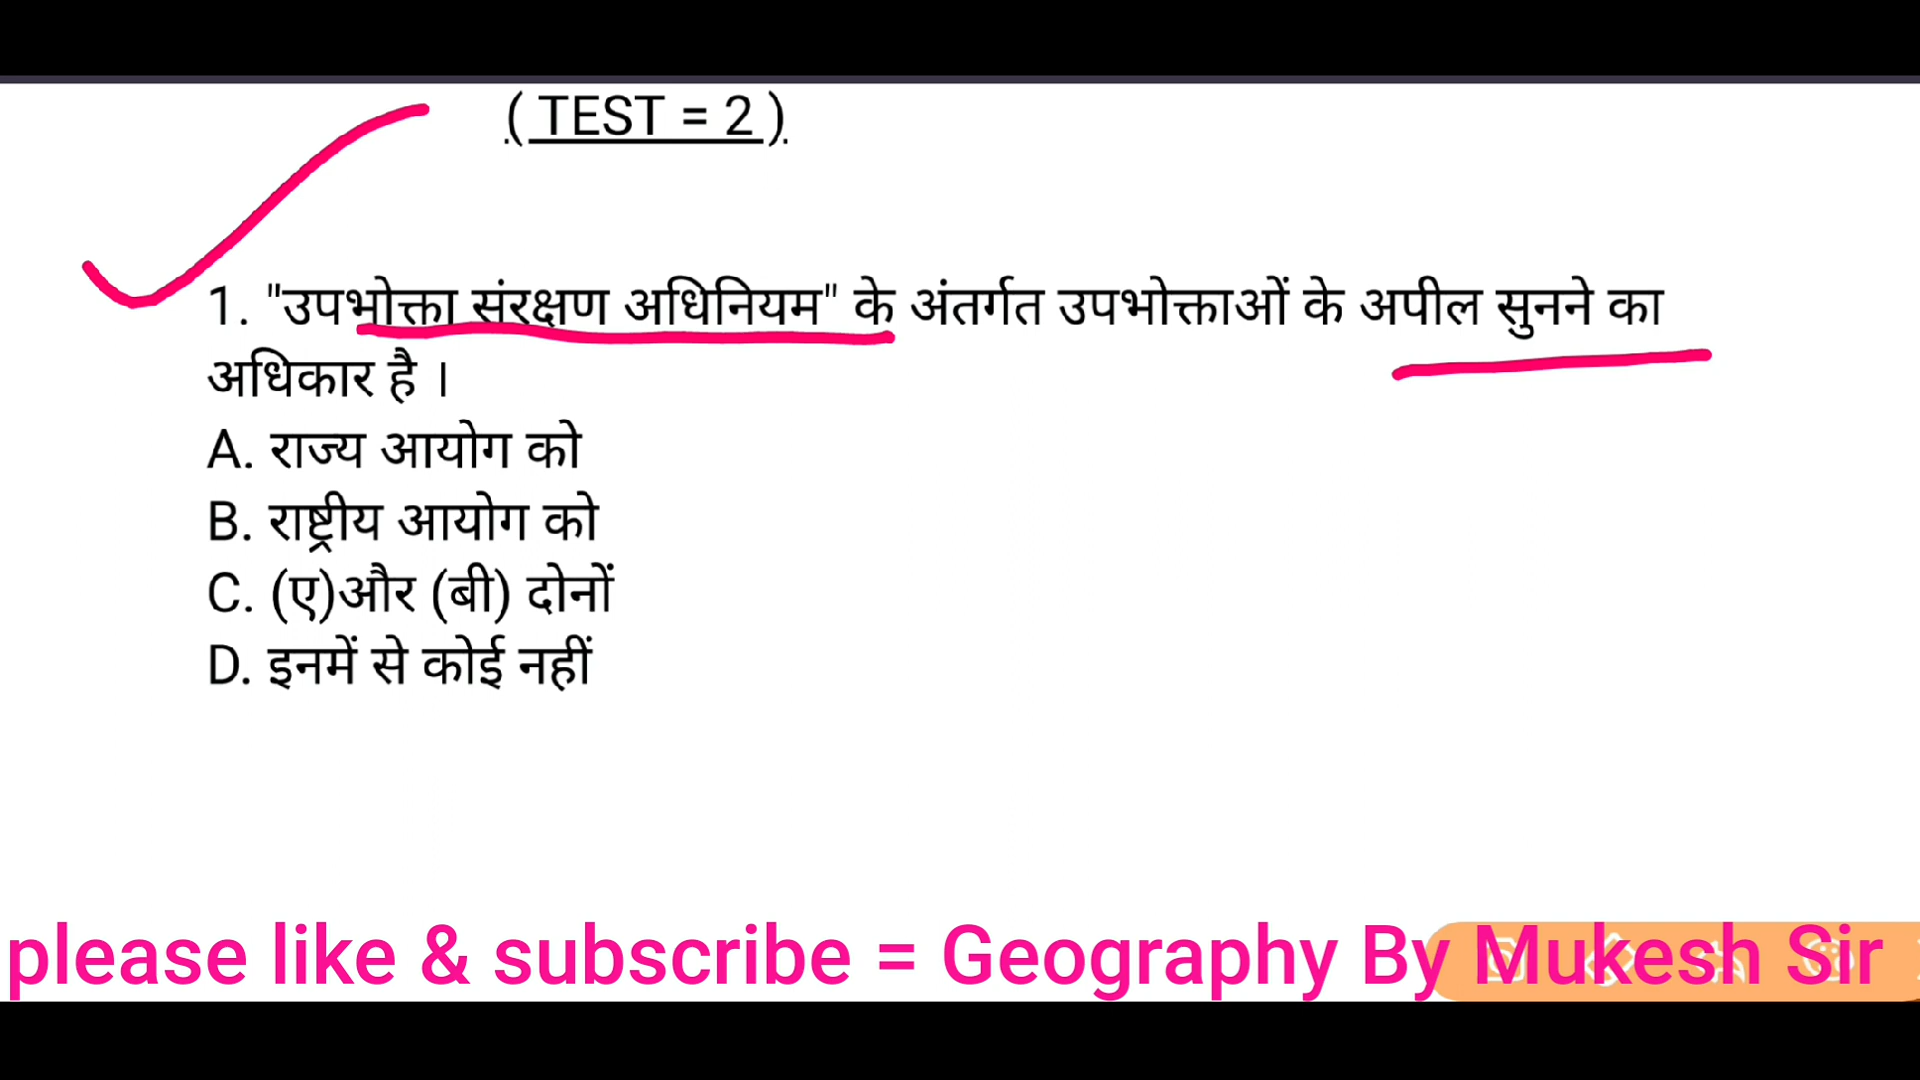 ( TEST = 2 )
1. "उपभोक्ता संरक्षण अधिनियम" के अंतर्गत उपभोक्ताओं के अपील सुनने का
अधिकार है ।
A. राज्य आयोग को
B. राष्ट्रीय आयोग को
C. (ए)और (बी) दोनों
D. इनमें से कोई नहीं
please like & subscribe = Geography By Mukesh Sir